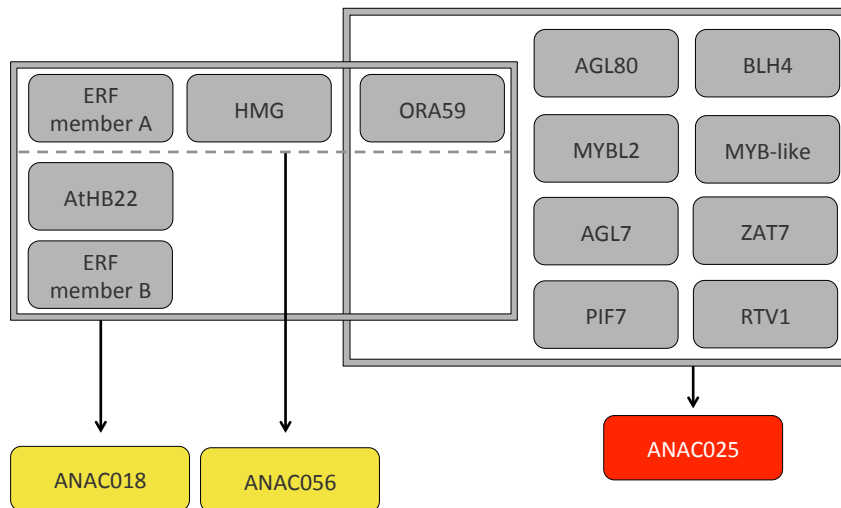 AGL80
BLH4
ERF
member A
HMG
ORA59
MYBL2
MYB-like
AtHB22
AGL7
ZAT7
ERF
member B
PIF7
RTV1
ANAC018
ANAC056
ANAC025